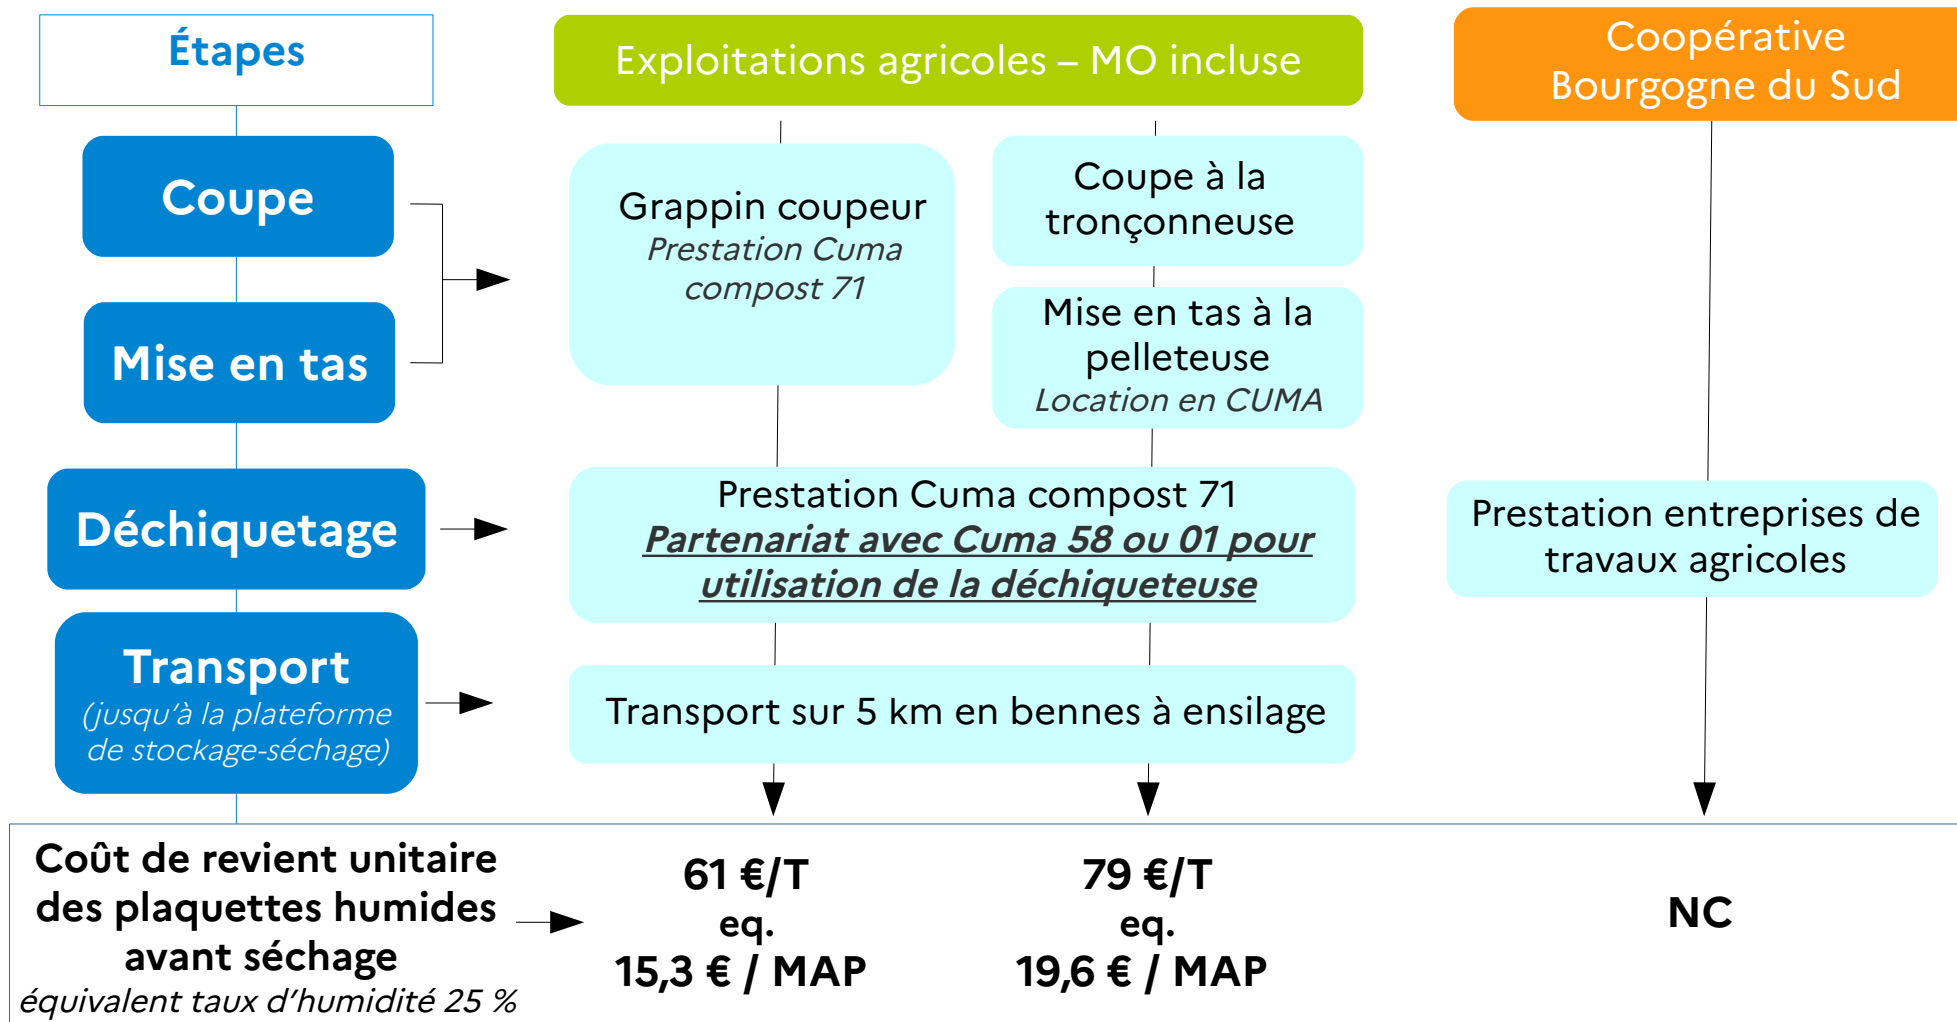 Étapes
Exploitations agricoles – MO incluse
Coopérative
Bourgogne du Sud
Coupe
Mise en tas
Grappin coupeur
Prestation Cuma
compost 71
Coupe à la
tronçonneuse
Mise en tas à la
pelleteuse
Location en CUMA
Déchiquetage
Prestation Cuma compost 71
Partenariat avec Cuma 58 ou 01 pour
utilisation de la déchiqueteuse
Prestation entreprises de
travaux agricoles
Transport
(jusqu’à la plateforme
de stockage-séchage)
Transport sur 5 km en bennes à ensilage
Coût de revient unitaire
des plaquettes humides
avant séchage
équivalent taux d’humidité 25 %
61 €/T
eq.
15,3 € / MAP
79 €/T
eq.
19,6 € / MAP
NC